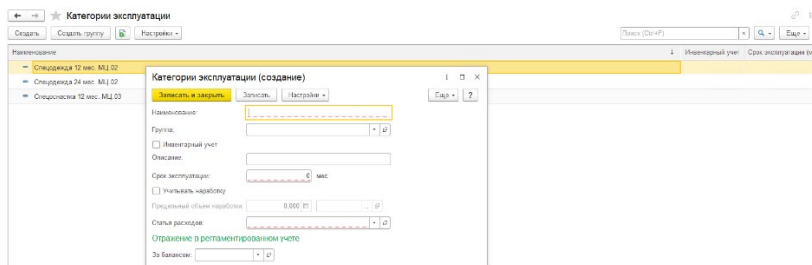 Категории эксплуатации
Создать Создать группу Настройки
Поиск (Ctrl+F) × Еще
Наименование ↓ Инвентарный учет Срок эксплуатации (м
Спецодежда 12 мес. МЦ.02
Спецодежда 24 мес. МЦ.02
Спецоснастка 12 мес. МЦ.03
Категории эксплуатации (создание)
Записать и закрыть Записать Настройки Еще ?
Наименование:
Группа:
Инвентарный учет
Описание:
Срок эксплуатации: 0 мес.
Учитывать наработку
Предельный объем наработки: 0,000 ...
Статья расходов:
Отражение в регламентированном учете
За балансом: